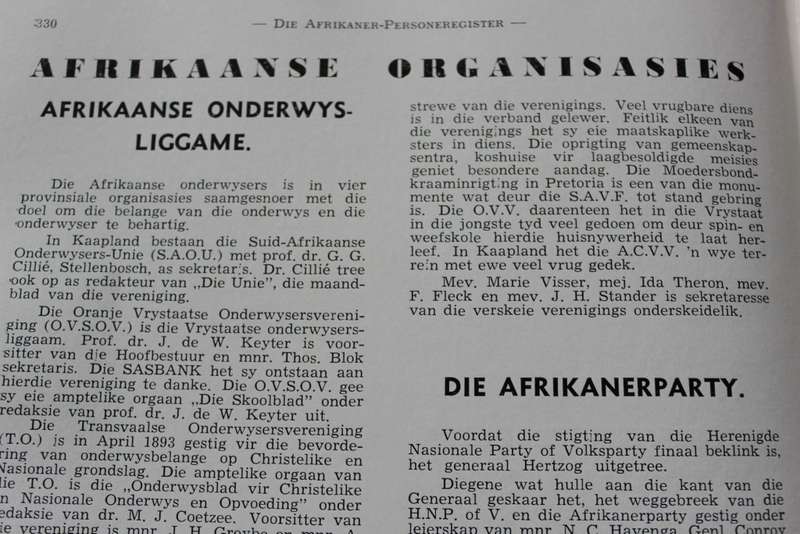 330
— DIE AFRIKANER-PERSONEREGISTER —
AFRIKAANSE ORGANISASIES
AFRIKAANSE ONDERWYS-
LIGGAME.
Die Afrikaanse onderwysers is in vier
provinsiale organisasies saamgesnoer met die
doel om die belange van die onderwys en die
onderwyser te behartig.
In Kaapland bestaan die Suid-Afrikaanse
Onderwysers-Unie (S.A.O.U.) met prof. dr. G. G.
Cillié, Stellenbosch, as sekretaris. Dr. Cillié tree
ook op as redakteur van „Die Unie", die maand-
blad van die vereniging.
Die Oranje Vrystaatse Onderwysersvereni-
ging (O.V.S.O.V.) is die Vrystaatse onderwysers-
liggaam. Prof. dr. J. de W. Keyter is voor-
sitter van die Hoofbestuur en mnr. Thos. Blok
sekretaris. Die SASBANK het sy ontstaan aan
hierdie vereniging te danke. Die O.V.S.O.V. gee
sy eie amptelike orgaan „Die Skoolblad" onder
redaksie van prof. dr. J. de W. Keyter uit.
Die Transvaalse Onderwysersvereniging
(T.O.) is in April 1893 gestig vir die bevorde-
ring van onderwysbelange op Christelike en
Nasionale grondslag. Die amptelike orgaan van
die T.O. is die „Onderwysblad vir Christelike
en Nasionale Onderwys en Opvoeding" onder
redaksie van dr. M. J. Coetzee. Voorsitter van
die vereniging is mnr. J. H. Greybe en mnr. A.
strewe van die verenigings. Veel vrugbare diens
is in die verband gelewer. Feitlik elkeen van
die verenigings het sy eie maatskaplike werk-
sters in diens. Die oprigting van gemeenskap-
sentra, koshuise vir laagbesoldigde meisies
geniet besondere aandag. Die Moedersbond-
kraaminrigting in Pretoria is een van die monu-
mente wat deur die S.A.V.F. tot stand gebring
is. Die O.V.V. daarenteen het in die Vrystaat
in die jongste tyd veel gedoen om deur spin- en
weefskole hierdie huisnywerheid te laat her-
leef. In Kaapland het die A.C.V.V. 'n wye ter-
rein met ewe veel vrug gedek.
Mev. Marie Visser, mej. Ida Theron, mev.
F. Fleck en mev. J. H. Stander is sekretaresse
van die verskeie verenigings onderskeidelik.
DIE AFRIKANERPARTY.
Voordat die stigting van die Herenigde
Nasionale Party of Volksparty finaal beklink is,
het generaal Hertzog uitgetree.
Diegene wat hulle aan die kant van die
Generaal geskaar het, het weggebreek van die
H.N.P. of V. en die Afrikanerparty gestig onder
leierskap van mnr. N. C. Havenga. Genl. Conroy